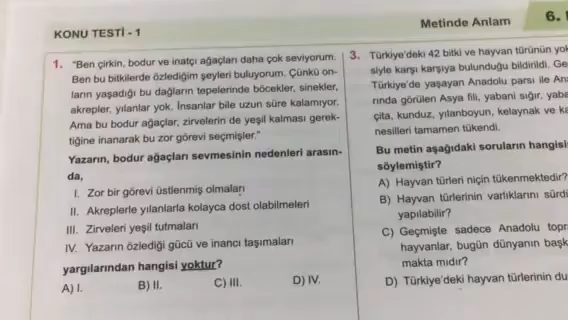 KONU TESTİ - 1
Metinde Anlam
6.
1. "Ben çirkin, bodur ve inatçı ağaçları daha çok seviyorum.
Ben bu bitkilerde özlediğim şeyleri buluyorum. Çünkü on-
ların yaşadığı bu dağların tepelerinde böcekler, sinekler,
akrepler, yılanlar yok. İnsanlar bile uzun süre kalamıyor.
Ama bu bodur ağaçlar, zirvelerin de yeşil kalması gerek-
tiğine inanarak bu zor görevi seçmişler."
Yazarın, bodur ağaçları sevmesinin nedenleri arasın-
da,
I. Zor bir görevi üstlenmiş olmaları
II. Akreplerle yılanlarla kolayca dost olabilmeleri
III. Zirveleri yeşil tutmaları
IV. Yazarın özlediği gücü ve inancı taşımaları
yargılarından hangisi yoktur?
A) I. B) II. C) III. D) IV.
3. Türkiye'deki 42 bitki ve hayvan türünün
siyle karşı karşıya bulunduğu bildirildi.
Türkiye'de yaşayan Anadolu parsı ile
rında görülen Asya fili, yabani sığır,
çita, kunduz, yılanboyun, kelaynak ve
nesilleri tamamen tükendi.
Bu metin aşağıdaki soruların
söylemiştir?
A) Hayvan türleri niçin tükenmektedir?
B) Hayvan türlerinin varlıklarını
yapılabilir?
C) Geçmişte sadece Anadolu
hayvanlar, bugün dünyanın
makta mıdır?
D) Türkiye'deki hayvan türlerinin